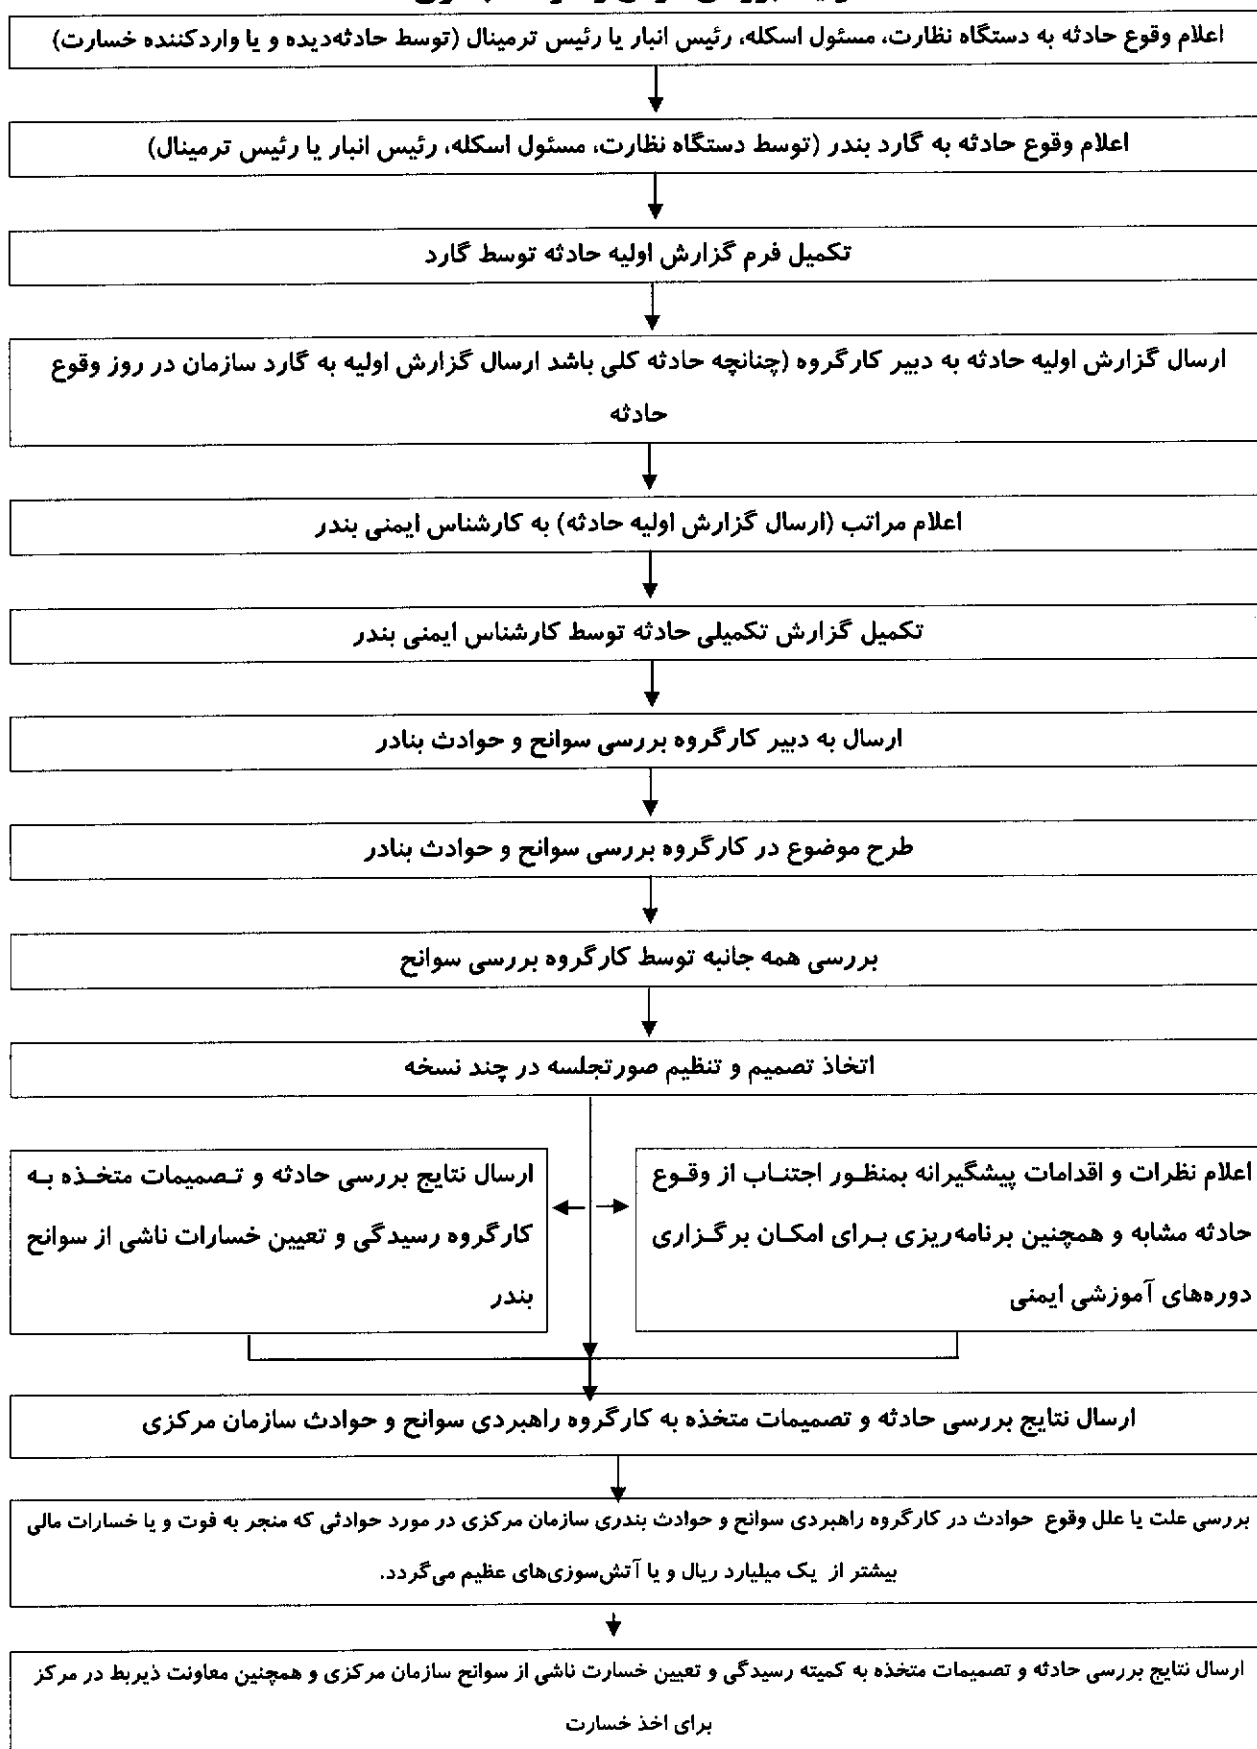 اعلام وقوع حادثه به دستگاه نظارت، مسئول اسکله، رئیس انبار یا رئیس ترمینال (توسط حادثه‌دیده و یا واردکننده خسارت)
اعلام وقوع حادثه به گارد بندر (توسط دستگاه نظارت، مسئول اسکله، رئیس انبار یا رئیس ترمینال)
تکمیل فرم گزارش اولیه حادثه توسط گارد
ارسال گزارش اولیه حادثه به دبیر کارگروه (چنانچه حادثه کلی باشد ارسال گزارش اولیه به گارد سازمان در روز وقوع
حادثه
اعلام مراتب (ارسال گزارش اولیه حادثه) به کارشناس ایمنی بندر
تکمیل گزارش تکمیلی حادثه توسط کارشناس ایمنی بندر
ارسال به دبیر کارگروه بررسی سوانح و حوادث بنادر
طرح موضوع در کارگروه بررسی سوانح و حوادث بنادر
بررسی همه جانبه توسط کارگروه بررسی سوانح
اتخاذ تصمیم و تنظیم صورتجلسه در چند نسخه
اعلام نظرات و اقدامات پیشگیرانه بمنظور اجتناب از وقوع
حادثه مشابه و همچنین برنامه‌ریزی برای امکان برگزاری
دوره‌های آموزشی ایمنی
ارسال نتایج بررسی حادثه و تصمیمات متخذه به
کارگروه رسیدگی و تعیین خسارات ناشی از سوانح
بندر
ارسال نتایج بررسی حادثه و تصمیمات متخذه به کارگروه راهبردی سوانح و حوادث سازمان مرکزی
بررسی علت یا علل وقوع حوادث در کارگروه راهبردی سوانح و حوادث بندری سازمان مرکزی در مورد حوادثی که منجر به فوت و یا خسارات مالی
بیشتر از یک میلیارد ریال و یا آتش‌سوزی‌های عظیم می‌گردد.
ارسال نتایج بررسی حادثه و تصمیمات متخذه به کمیته رسیدگی و تعیین خسارت ناشی از سوانح سازمان مرکزی و همچنین معاونت ذیربط در مرکز
برای اخذ خسارت